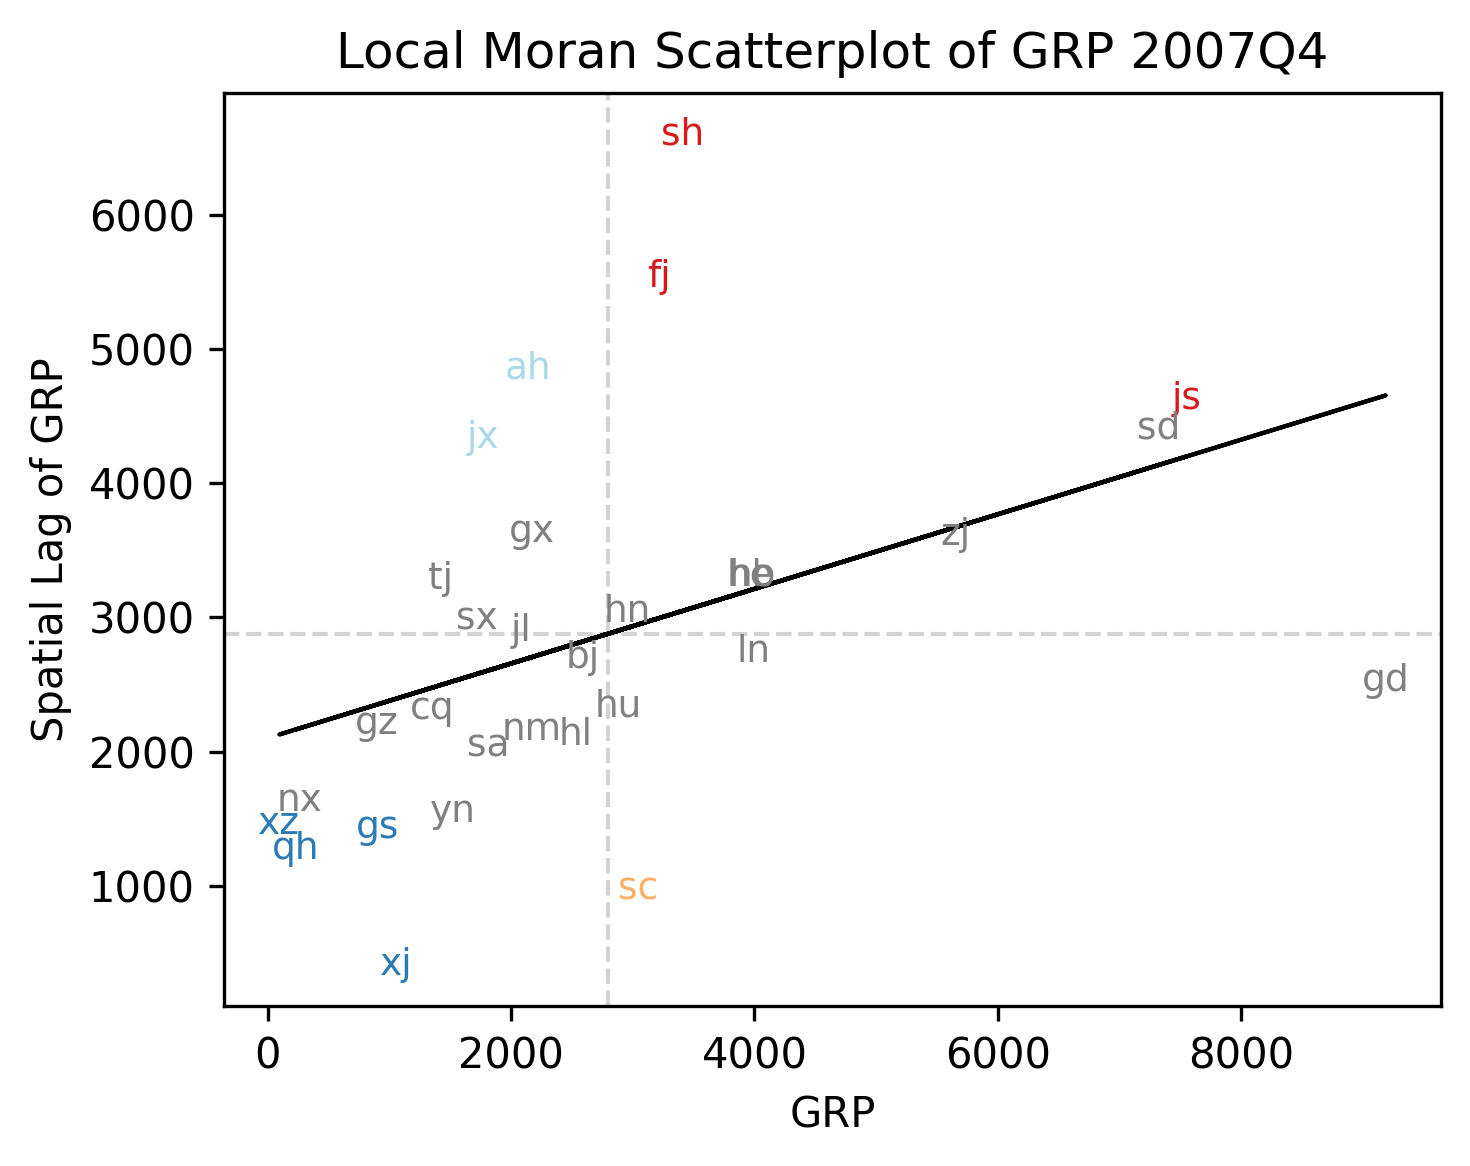 Local Moran Scatterplot of GRP 2007Q4
Spatial Lag of GRP
6000
5000
4000
3000
2000
1000
sh
fj
ah
js
sd
jx
gx
zj
tj
hn
sx
jl
ln
bj
gd
hu
cq
gz
nm
hl
sa
nx
yn
xz
gs
qh
sc
xj
0 2000 4000 6000 8000
GRP